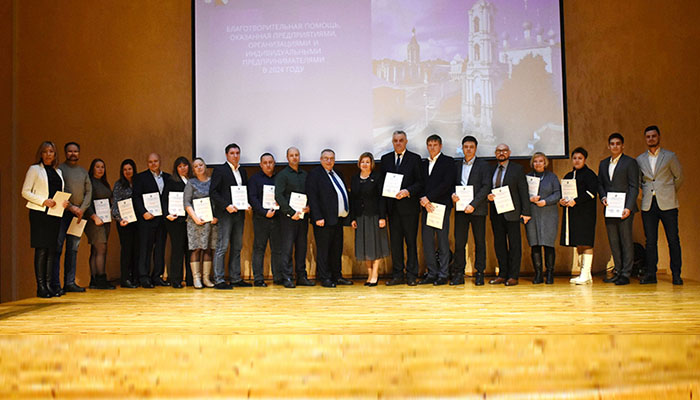 БЛАГОТВОРИТЕЛЬНАЯ ПОМОЩЬ,
ОКАЗАННАЯ ПРЕДПРИЯТИЯМИ,
ОРГАНИЗАЦИЯМИ И
ИНДИВИДУАЛЬНЫМИ
ПРЕДПРИНИМАТЕЛЯМИ
В 2024 ГОДУ